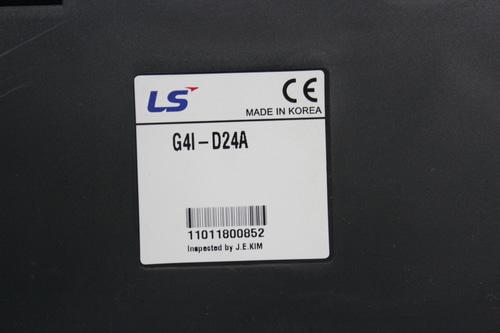 LS CE
MADE IN KOREA
G4I-D24A
11011800852
Inspected by J.E.KIM